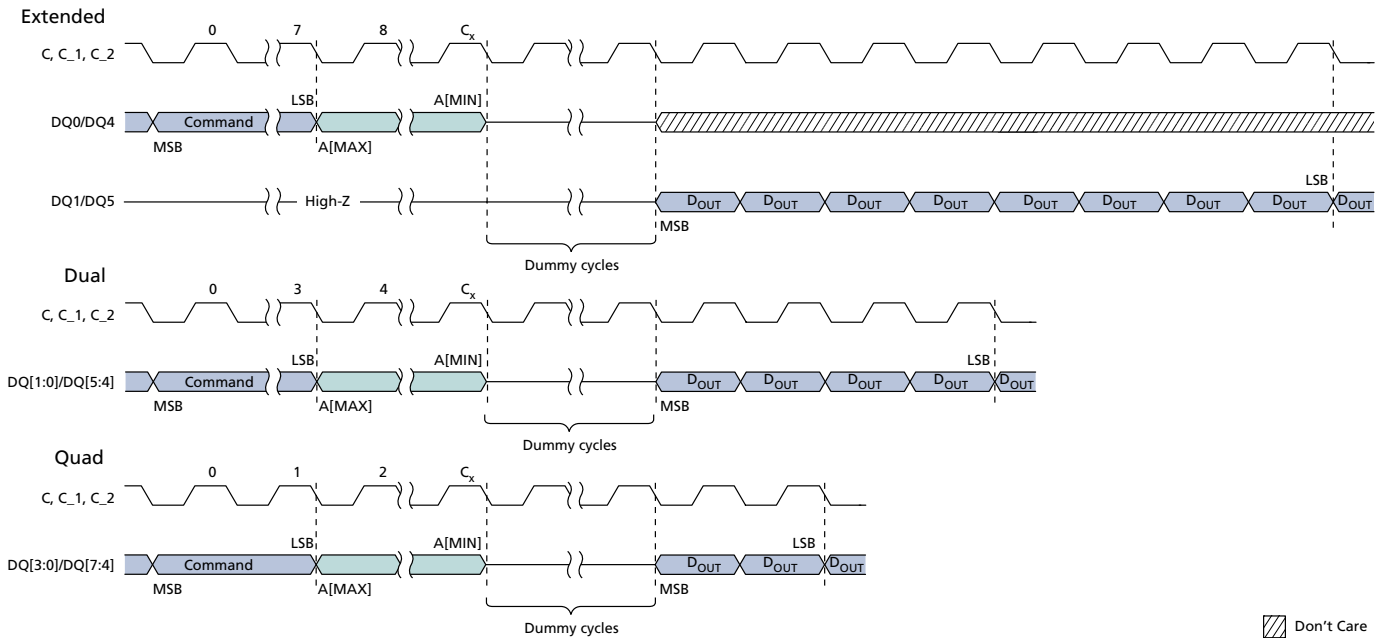 Extended
0 7 8 Cx
C, C_1, C_2
LSB A[MIN]
DQ0/DQ4 Command
MSB A[MAX]
LSB
DQ1/DQ5 High-Z DOUT DOUT DOUT DOUT DOUT DOUT DOUT DOUT DOUT
MSB
Dummy cycles
Dual
0 3 4 Cx
C, C_1, C_2
LSB A[MIN] LSB
DQ[1:0]/DQ[5:4] Command DOUT DOUT DOUT DOUT DOUT
MSB A[MAX] MSB
Dummy cycles
Quad
0 1 2 Cx
C, C_1, C_2
LSB A[MIN] LSB
DQ[3:0]/DQ[7:4] Command DOUT DOUT DOUT
MSB A[MAX] MSB
Dummy cycles
Don't Care